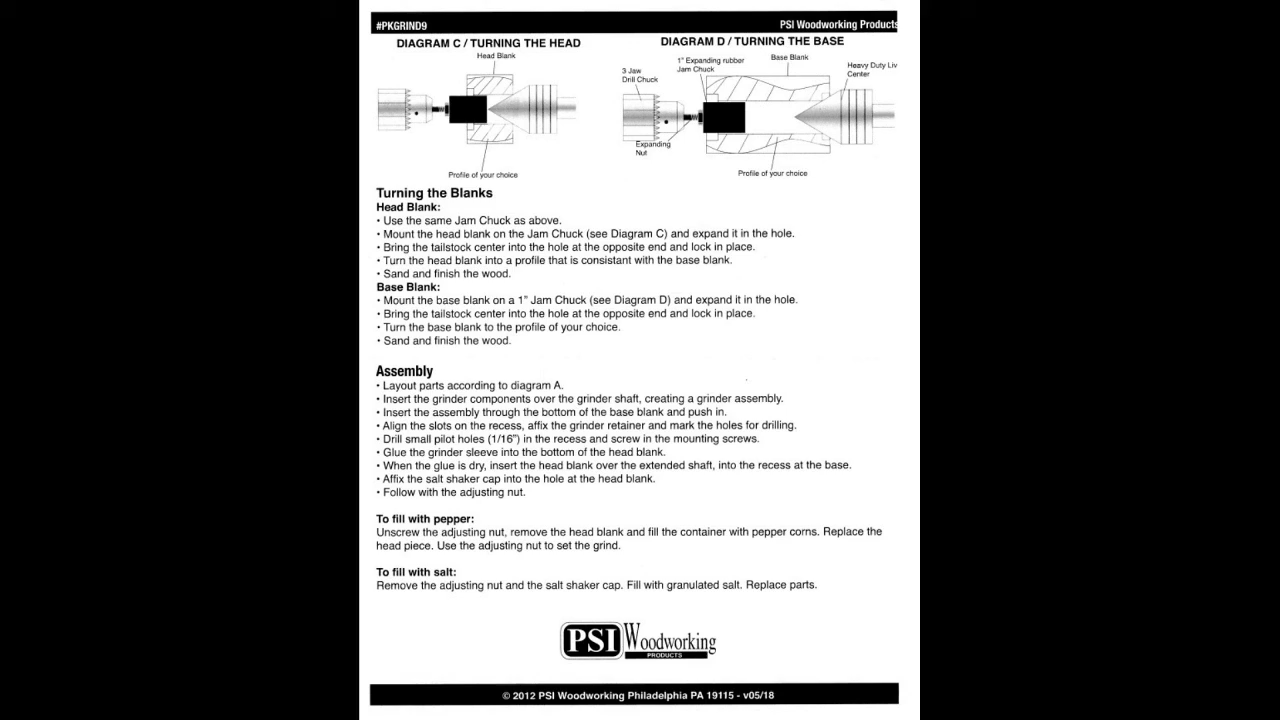 #PKGRIND9
PSI Woodworking Products
DIAGRAM C / TURNING THE HEAD
Head Blank
Profile of your choice
DIAGRAM D / TURNING THE BASE
3 Jaw
Drill Chuck
1" Expanding rubber
Jam Chuck
Base Blank
Heavy Duty Liv
Center
Expanding
Nut
Profile of your choice
Turning the Blanks
Head Blank:
• Use the same Jam Chuck as above.
• Mount the head blank on the Jam Chuck (see Diagram C) and expand it in the hole.
• Bring the tailstock center into the hole at the opposite end and lock in place.
• Turn the head blank into a profile that is consistant with the base blank.
• Sand and finish the wood.
Base Blank:
• Mount the base blank on a 1" Jam Chuck (see Diagram D) and expand it in the hole.
• Bring the tailstock center into the hole at the opposite end and lock in place.
• Turn the base blank to the profile of your choice.
• Sand and finish the wood.
Assembly
• Layout parts according to diagram A.
• Insert the grinder components over the grinder shaft, creating a grinder assembly.
• Insert the assembly through the bottom of the base blank and push in.
• Align the slots on the recess, affix the grinder retainer and mark the holes for drilling.
• Drill small pilot holes (1/16") in the recess and screw in the mounting screws.
• Glue the grinder sleeve into the bottom of the head blank.
• When the glue is dry, insert the head blank over the extended shaft, into the recess at the base.
• Affix the salt shaker cap into the hole at the head blank.
• Follow with the adjusting nut.
To fill with pepper:
Unscrew the adjusting nut, remove the head blank and fill the container with pepper corns. Replace the
head piece. Use the adjusting nut to set the grind.
To fill with salt:
Remove the adjusting nut and the salt shaker cap. Fill with granulated salt. Replace parts.
PSI Woodworking
PRODUCTS
© 2012 PSI Woodworking Philadelphia PA 19115 - v05/18